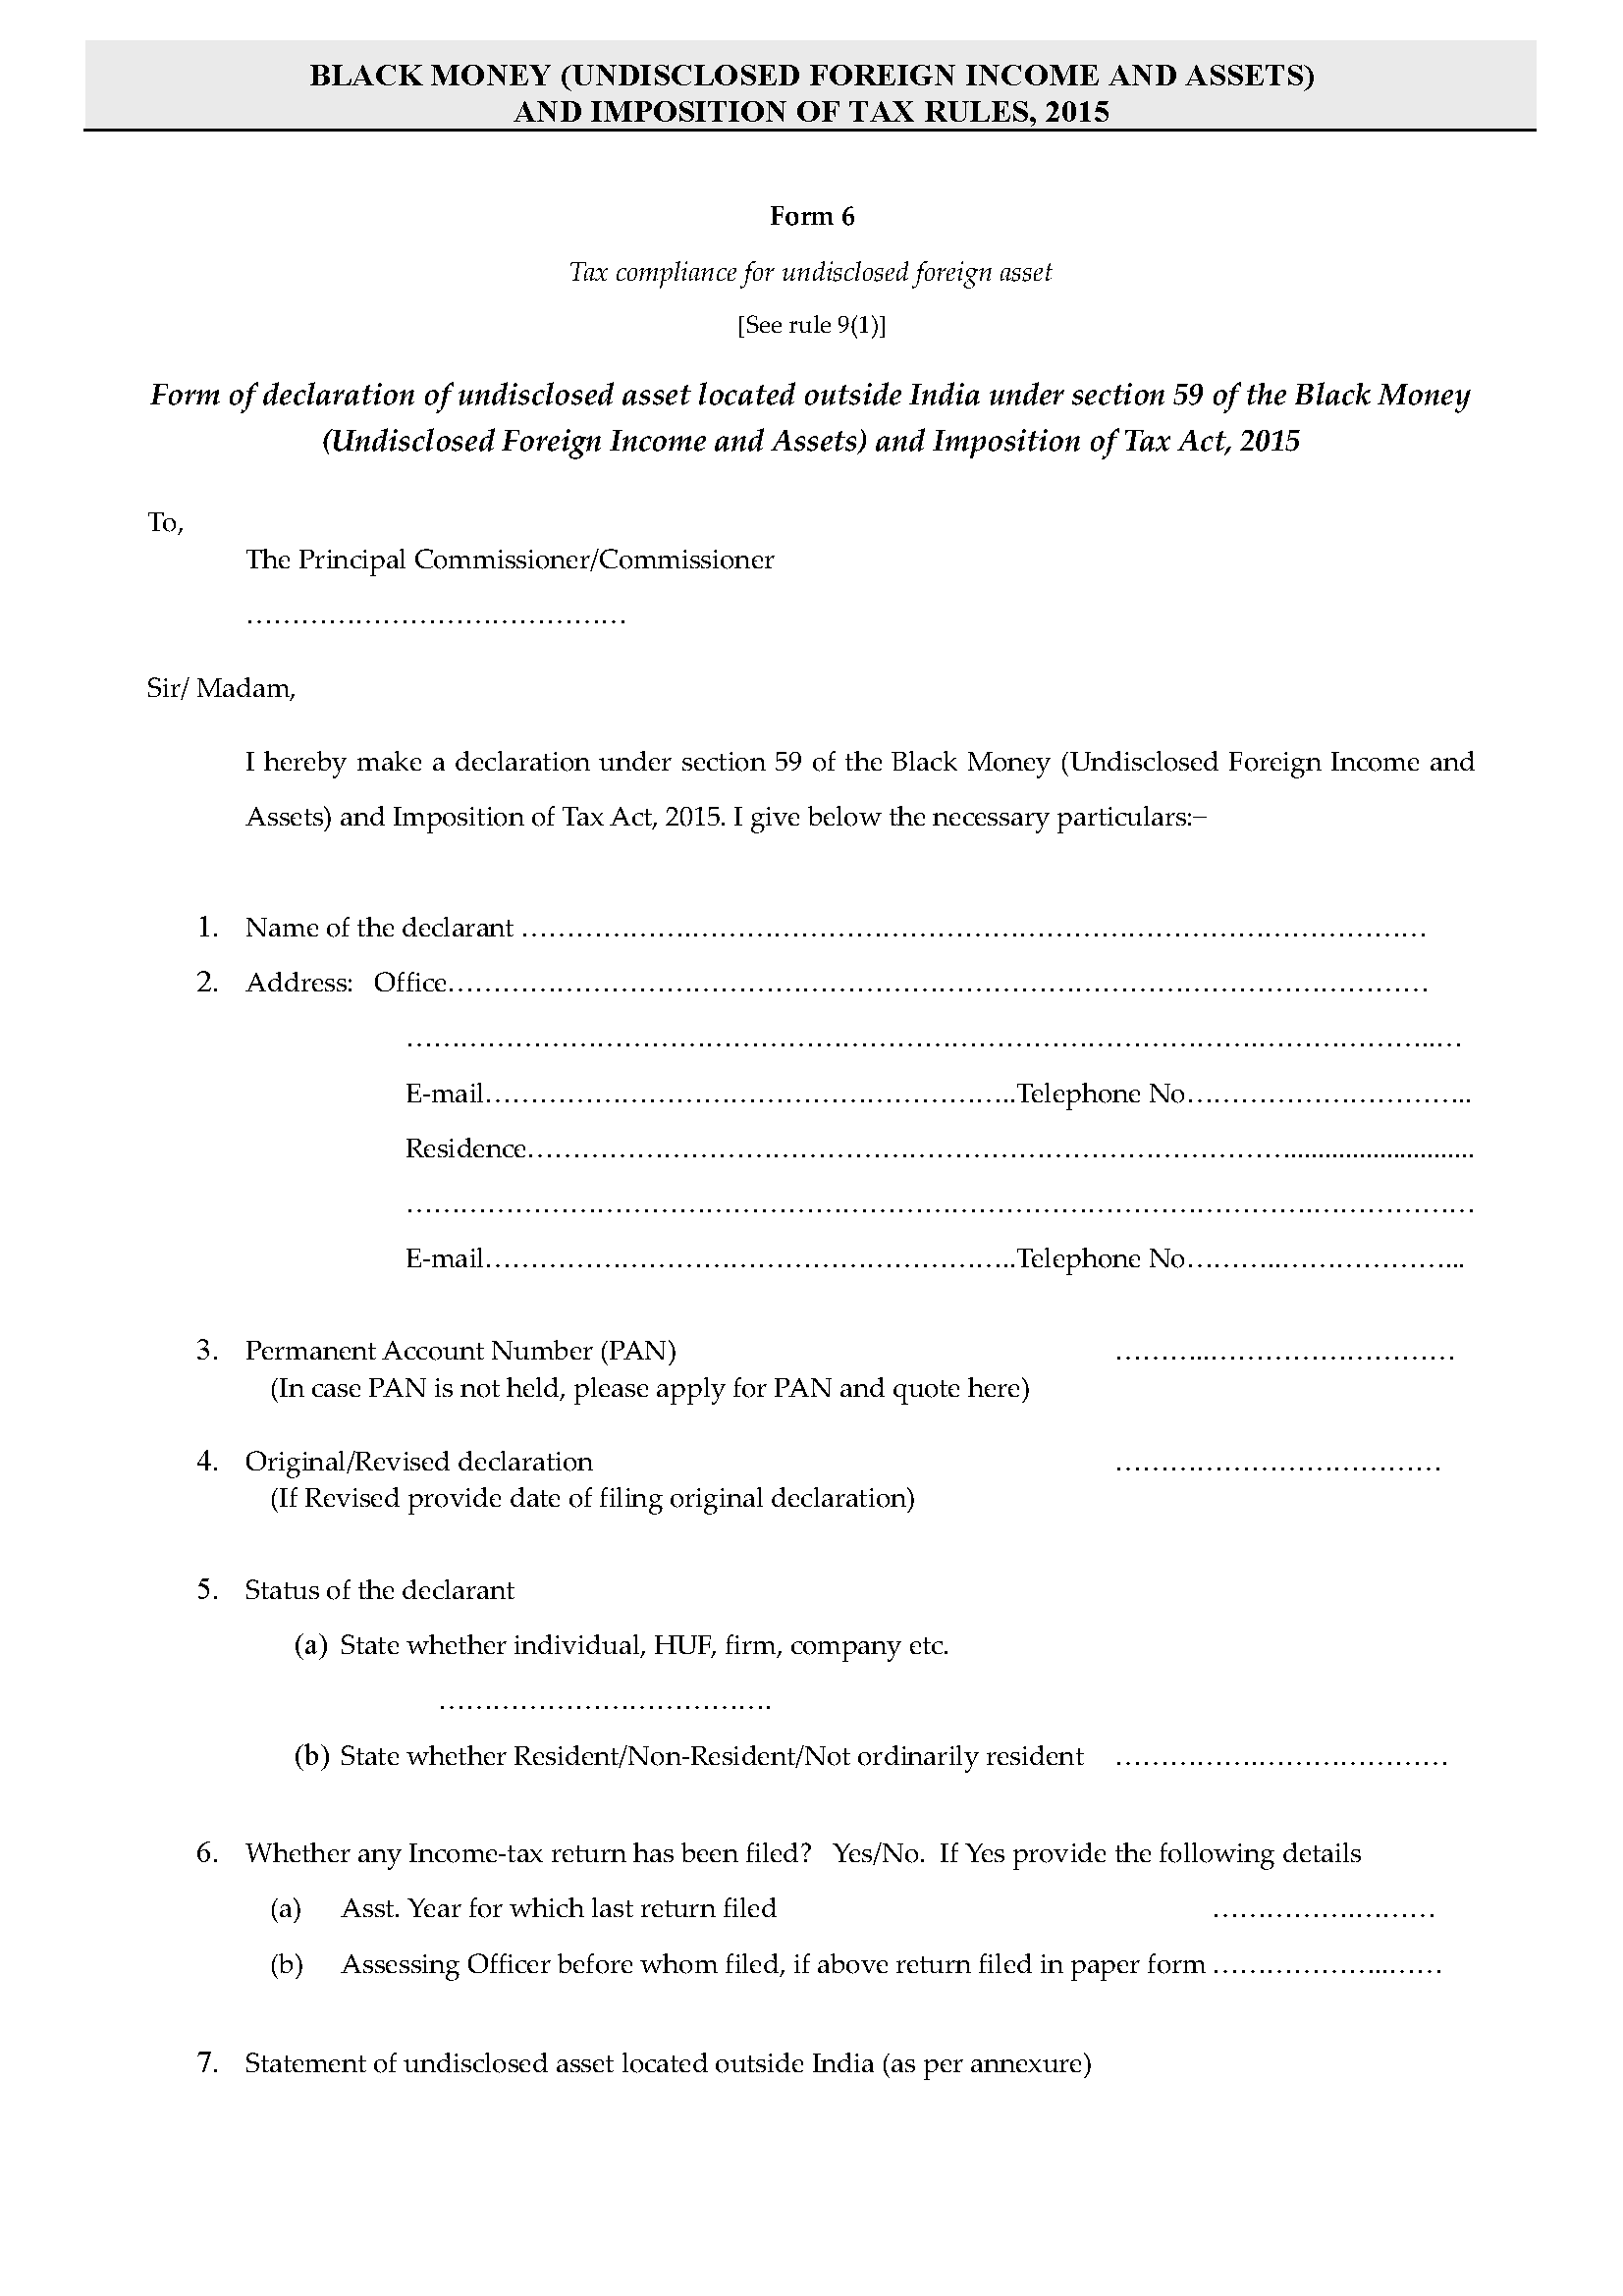 BLACK MONEY (UNDISCLOSED FOREIGN INCOME AND ASSETS)
AND IMPOSITION OF TAX RULES, 2015
Form 6
Tax compliance for undisclosed foreign asset
[See rule 9(1)]
Form of declaration of undisclosed asset located outside India under section 59 of the Black Money
(Undisclosed Foreign Income and Assets) and Imposition of Tax Act, 2015
To,
The Principal Commissioner/Commissioner
……………………………………
Sir/ Madam,
I hereby make a declaration under section 59 of the Black Money (Undisclosed Foreign Income and
Assets) and Imposition of Tax Act, 2015. I give below the necessary particulars:–
1. Name of the declarant ………………………………………………………………………………………
2. Address: Office………………………………………………………………………………………………
………………………………………………………………………………………………………..…
E-mail…………………………………………………..Telephone No…………………………..
Residence…………………………………………………………………………............................
…………………………………………………………………………………………………………
E-mail…………………………………………………..Telephone No………..………………...
3. Permanent Account Number (PAN) ………..………………………
(In case PAN is not held, please apply for PAN and quote here)
4. Original/Revised declaration ………………………………
(If Revised provide date of filing original declaration)
5. Status of the declarant
(a) State whether individual, HUF, firm, company etc.
……………………………….
(b) State whether Resident/Non-Resident/Not ordinarily resident ………………………………
6. Whether any Income-tax return has been filed? Yes/No. If Yes provide the following details
(a) Asst. Year for which last return filed ……………………
(b) Assessing Officer before whom filed, if above return filed in paper form ………………...……
7. Statement of undisclosed asset located outside India (as per annexure)